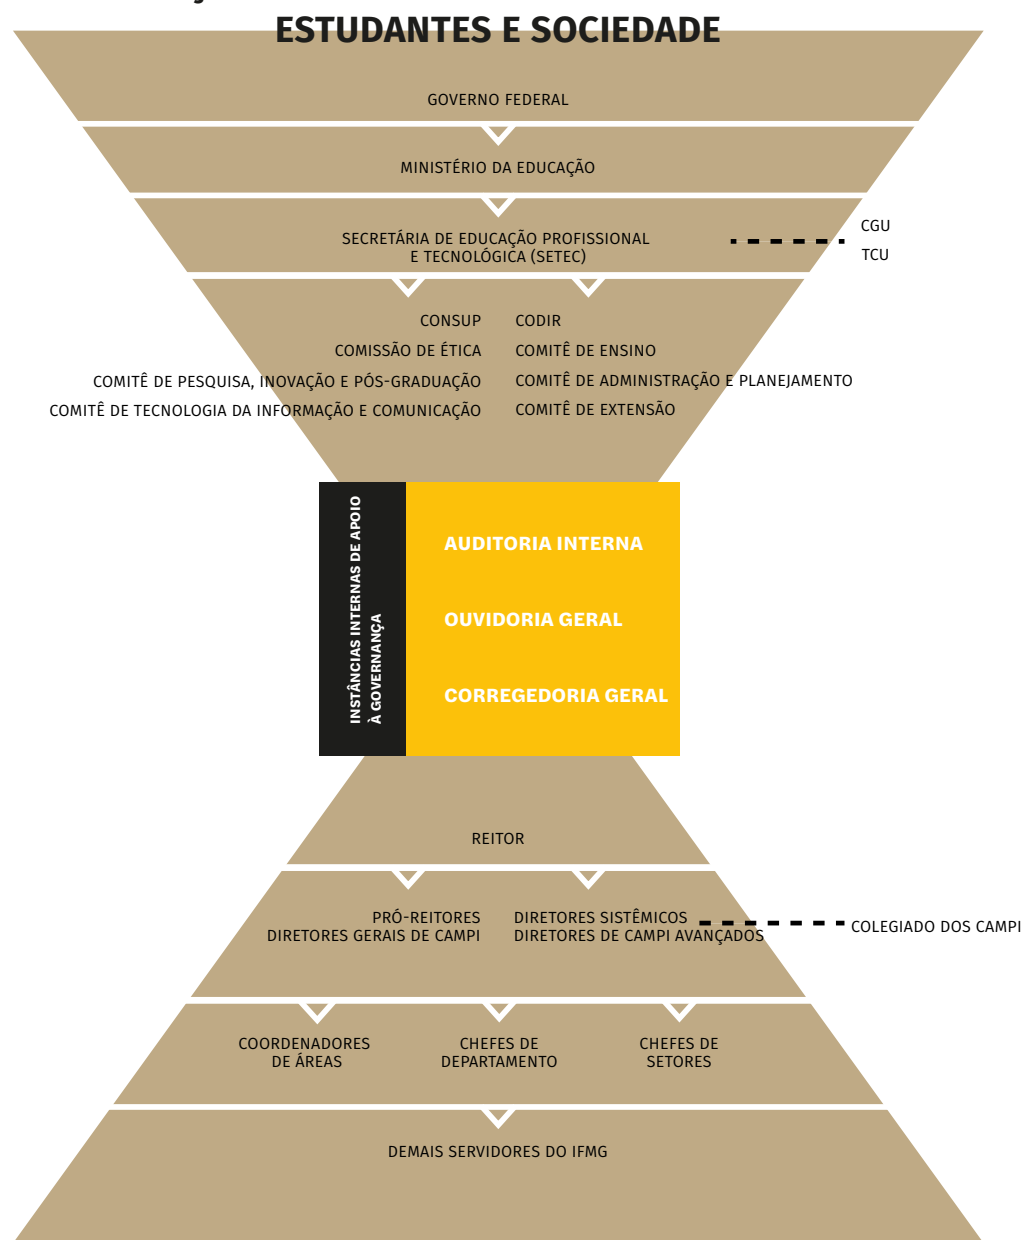 ESTUDANTES E SOCIEDADE
GOVERNO FEDERAL
MINISTÉRIO DA EDUCAÇÃO
SECRETÁRIA DE EDUCAÇÃO PROFISSIONAL
E TECNOLÓGICA (SETEC)
CGU
TCU
CONSUP
COMISSÃO DE ÉTICA
COMITÊ DE PESQUISA, INOVAÇÃO E PÓS-GRADUAÇÃO
COMITÊ DE TECNOLOGIA DA INFORMAÇÃO E COMUNICAÇÃO
CODIR
COMITÊ DE ENSINO
COMITÊ DE ADMINISTRAÇÃO E PLANEJAMENTO
COMITÊ DE EXTENSÃO
INSTÂNCIAS INTERNAS DE APOIO
À GOVERNANÇA
AUDITORIA INTERNA
OUVIDORIA GERAL
CORREGEDORIA GERAL
REITOR
PRÓ-REITORES
DIRETORES GERAIS DE CAMPI
DIRETORES SISTÊMICOS
DIRETORES DE CAMPI AVANÇADOS
COLEGIADO DOS CAMPI
COORDENADORES
DE ÁREAS
CHEFES DE
DEPARTAMENTO
CHEFES DE
SETORES
DEMAIS SERVIDORES DO IFMG